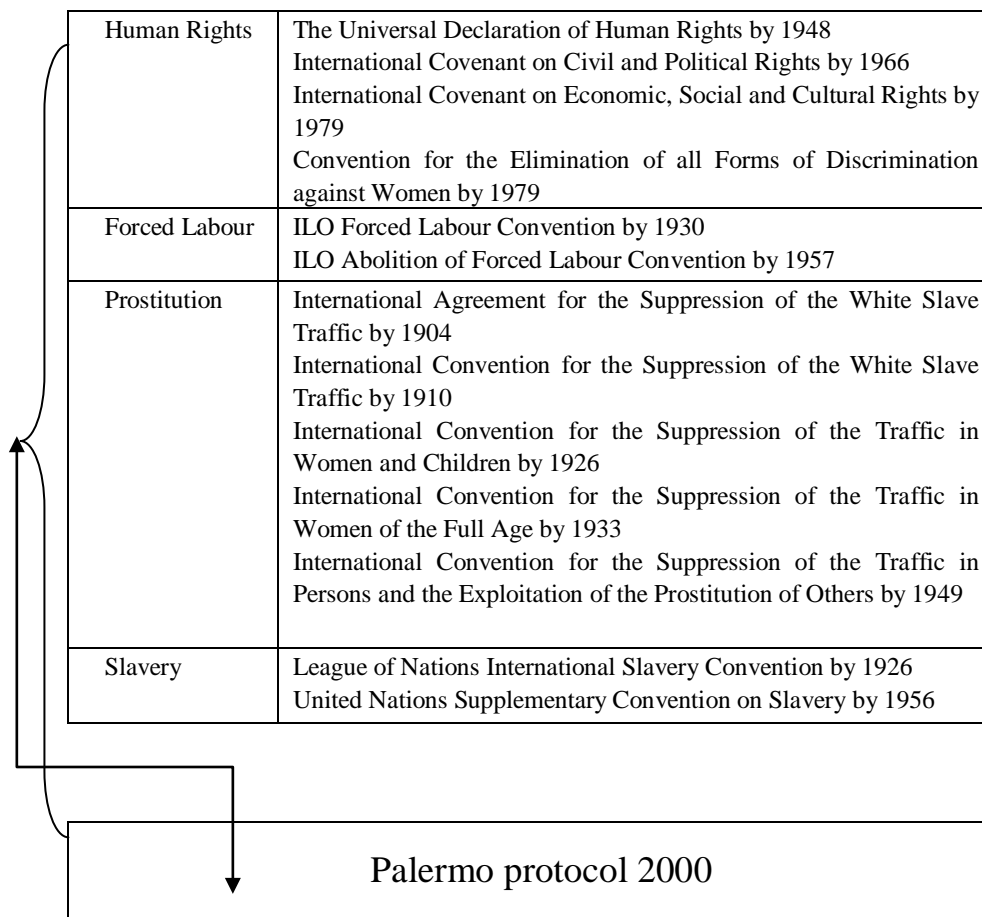 Human Rights
The Universal Declaration of Human Rights by 1948
International Covenant on Civil and Political Rights by 1966
International Covenant on Economic, Social and Cultural Rights by
1979
Convention for the Elimination of all Forms of Discrimination
against Women by 1979
Forced Labour
ILO Forced Labour Convention by 1930
ILO Abolition of Forced Labour Convention by 1957
Prostitution
International Agreement for the Suppression of the White Slave
Traffic by 1904
International Convention for the Suppression of the White Slave
Traffic by 1910
International Convention for the Suppression of the Traffic in
Women and Children by 1926
International Convention for the Suppression of the Traffic in
Women of the Full Age by 1933
International Convention for the Suppression of the Traffic in
Persons and the Exploitation of the Prostitution of Others by 1949
Slavery
League of Nations International Slavery Convention by 1926
United Nations Supplementary Convention on Slavery by 1956
Palermo protocol 2000